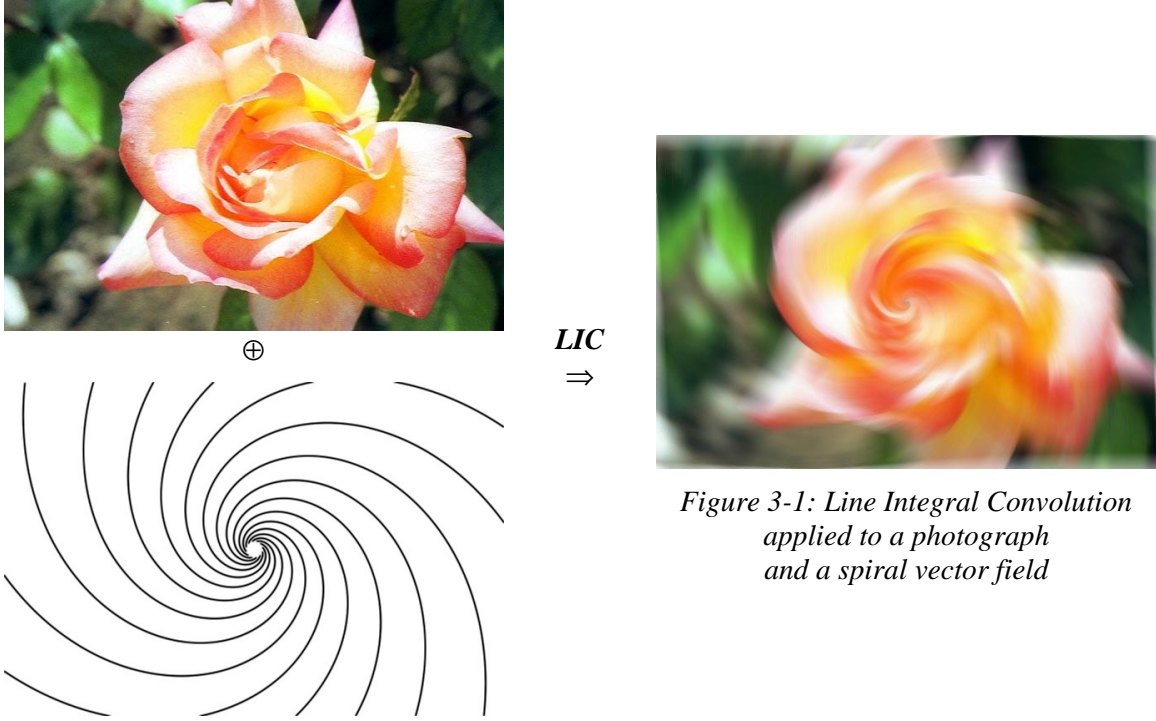 ⊕
LIC
⇒
Figure 3-1: Line Integral Convolution
applied to a photograph
and a spiral vector field